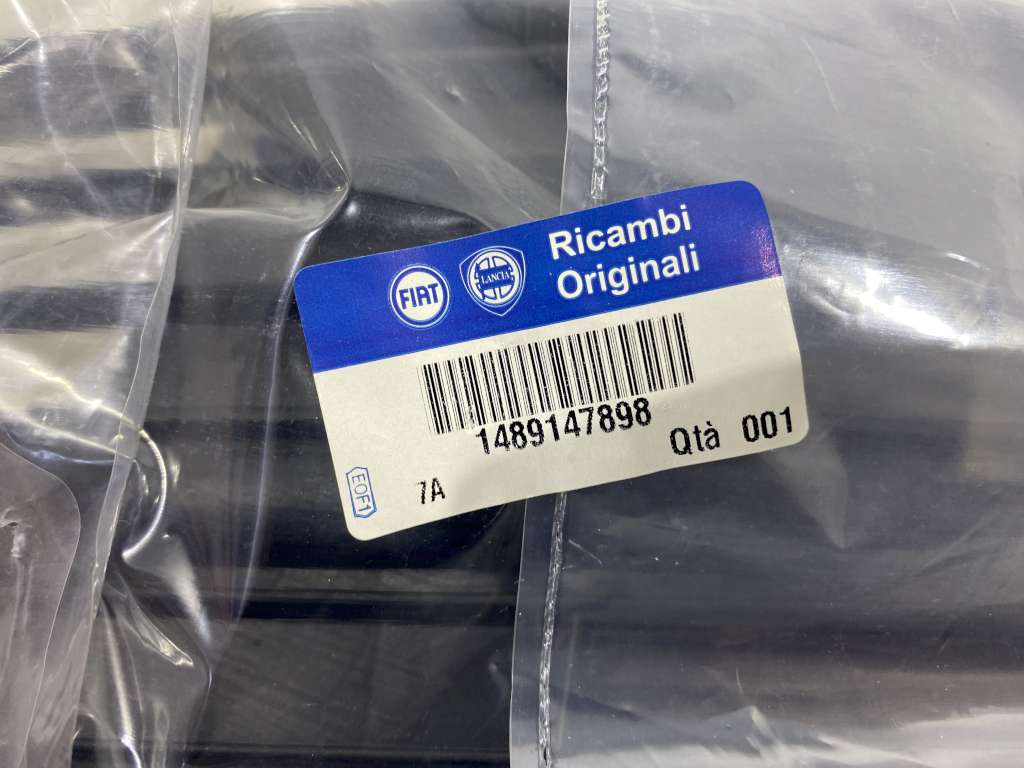 FIAT
LANCIA
Ricambi
Originali
1489147898
Qtà 001
7A
EOF1